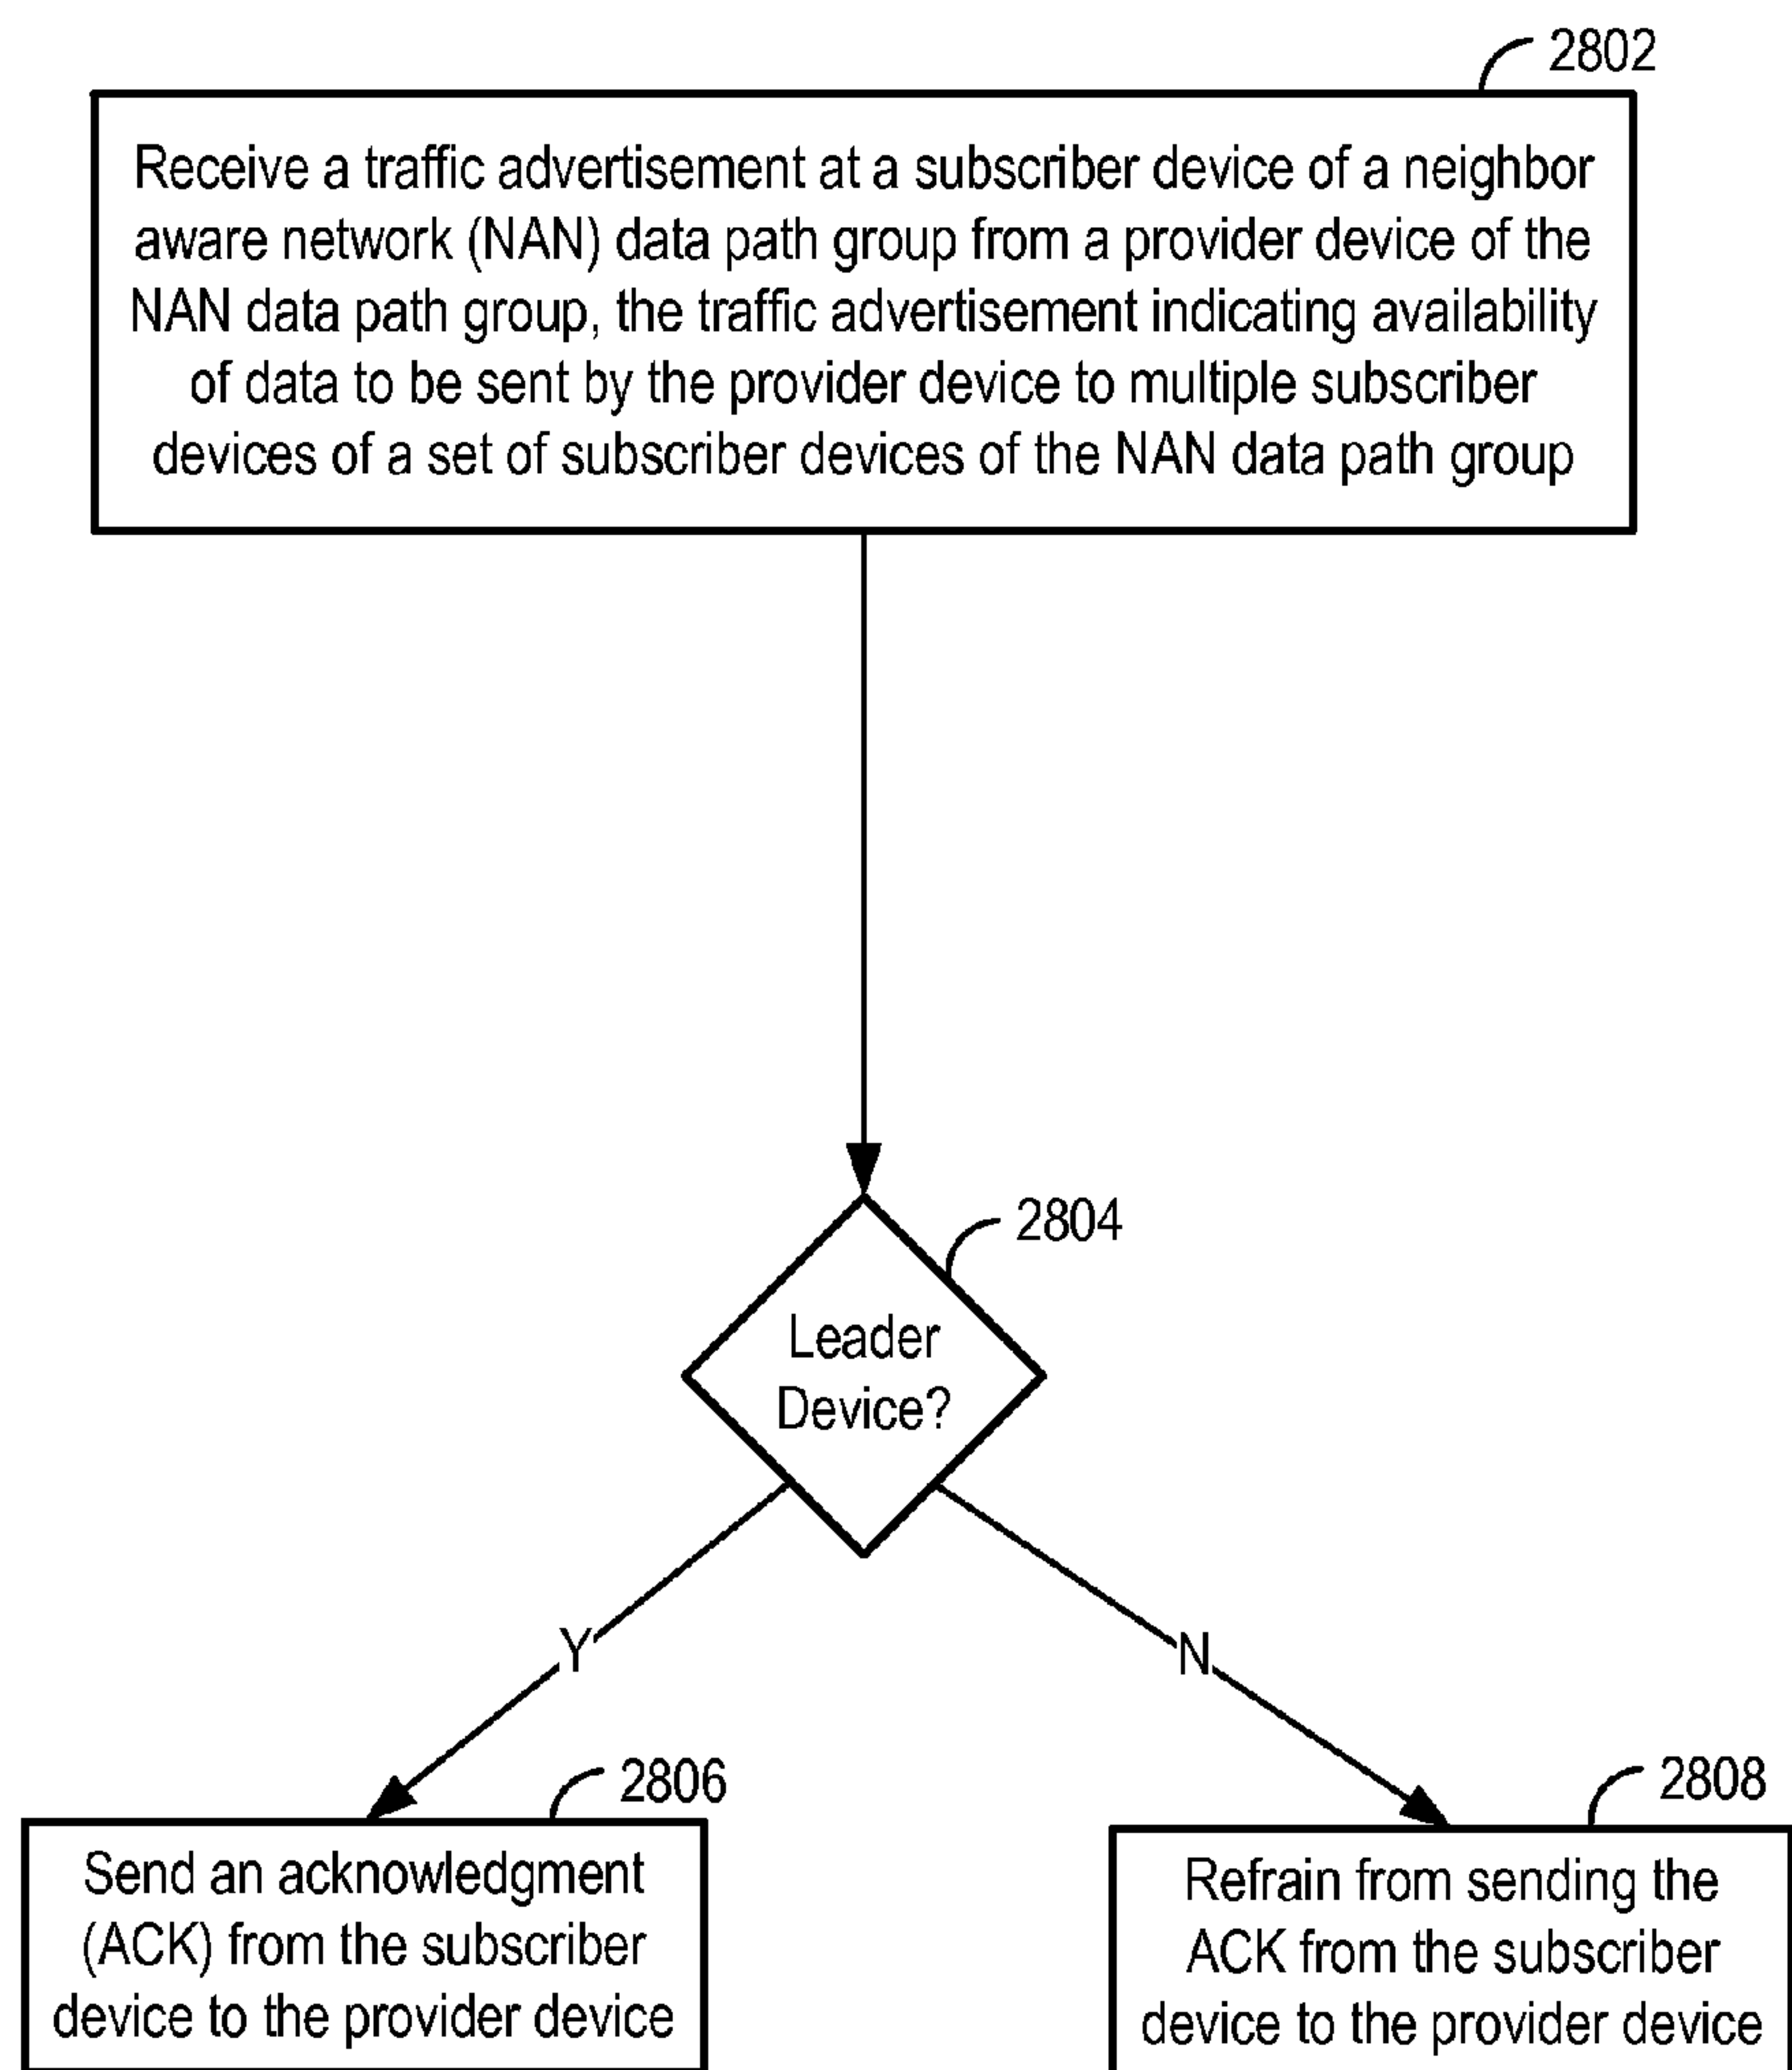 2802
Receive a traffic advertisement at a subscriber device of a neighbor
aware network (NAN) data path group from a provider device of the
NAN data path group, the traffic advertisement indicating availability
of data to be sent by the provider device to multiple subscriber
devices of a set of subscriber devices of the NAN data path group
2804
Leader
Device?
Y
N
2806
Send an acknowledgment
(ACK) from the subscriber
device to the provider device
2808
Refrain from sending the
ACK from the subscriber
device to the provider device